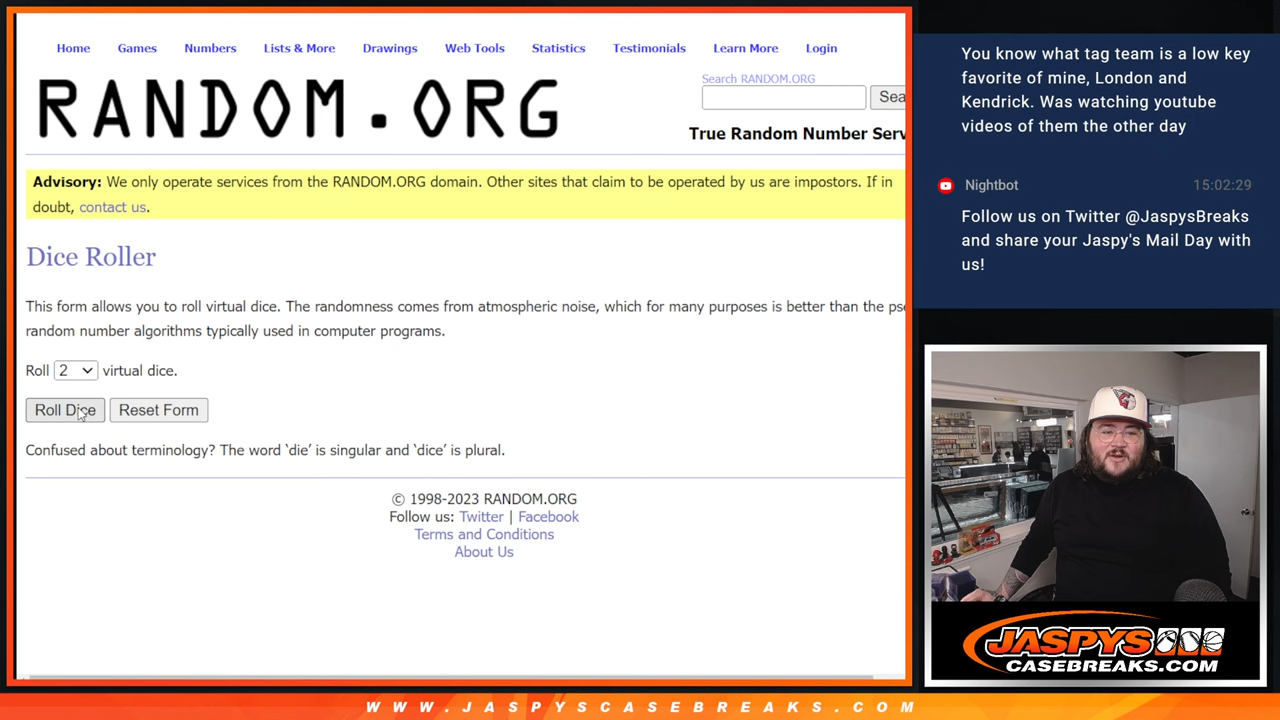 Home Games Numbers Lists & More Drawings Web Tools Statistics Testimonials Learn More Login
RANDOM.ORG
Search RANDOM.ORG
Sea
True Random Number Serv
Advisory: We only operate services from the RANDOM.ORG domain. Other sites that claim to be operated by us are impostors. If in
doubt, contact us.
Dice Roller
This form allows you to roll virtual dice. The randomness comes from atmospheric noise, which for many purposes is better than the pse
random number algorithms typically used in computer programs.
Roll 2 virtual dice.
Roll Dice Reset Form
Confused about terminology? The word ‘die’ is singular and ‘dice’ is plural.
© 1998-2023 RANDOM.ORG
Follow us: Twitter | Facebook
Terms and Conditions
About Us
You know what tag team is a low key
favorite of mine, London and
Kendrick. Was watching youtube
videos of them the other day
Nightbot 15:02:29
Follow us on Twitter @JaspysBreaks
and share your Jaspy's Mail Day with
us!
JASPYS
CASEBREAKS.COM
WWW.JASPYSCASEBREAKS.COM